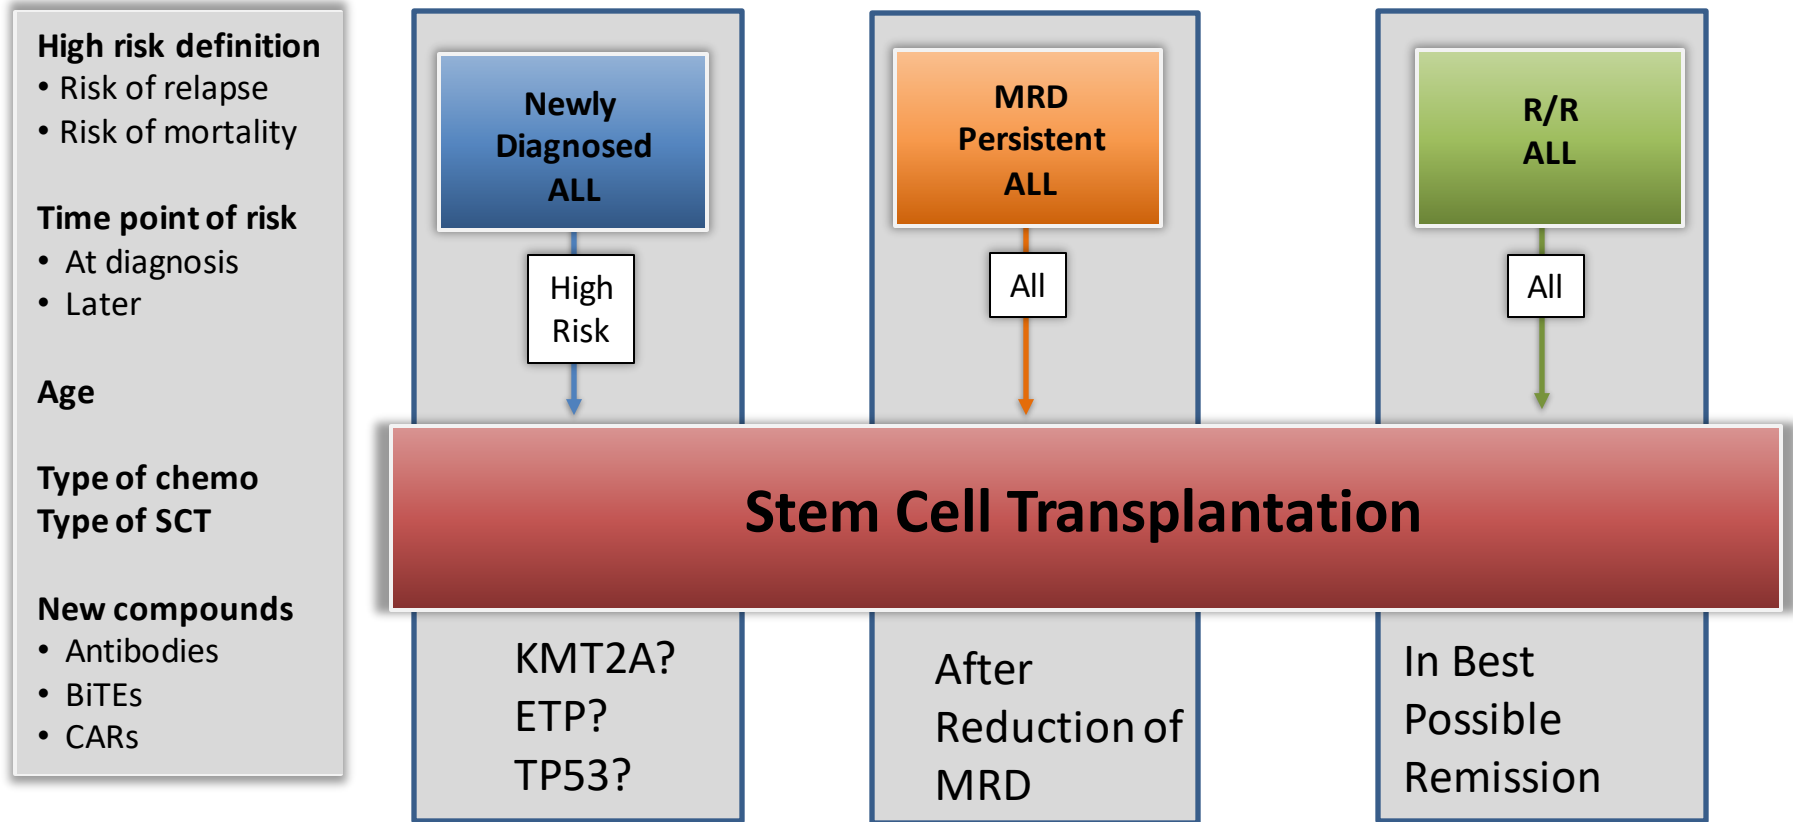 High risk definition
• Risk of relapse
• Risk of mortality
Time point of risk
• At diagnosis
• Later
Age
Type of chemo
Type of SCT
New compounds
• Antibodies
• BiTEs
• CARs
Newly
Diagnosed
ALL
High
Risk
MRD
Persistent
ALL
All
R/R
ALL
All
Stem Cell Transplantation
KMT2A?
ETP?
TP53?
After
Reduction of
MRD
In Best
Possible
Remission